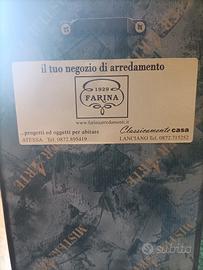 il tuo negozio di arredamento
1929
FARINA
www.farinaarredamenti.it
...progetti ed oggetti per abitare
Classicamente casa
ATESSA. Tel. 0872.895419
LANCIANO Tel. 0872.715252
subito